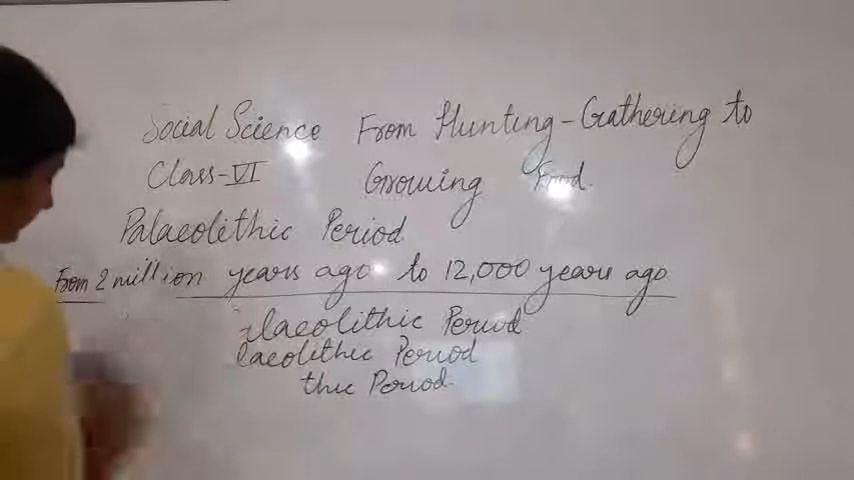 Social Science From Hunting-Gathering to
Class-VI Growing Food.
Palaeolithic Period
From 2 million years ago to 12,000 years ago
laeolithic Period
laeolithic Period
thic Period.